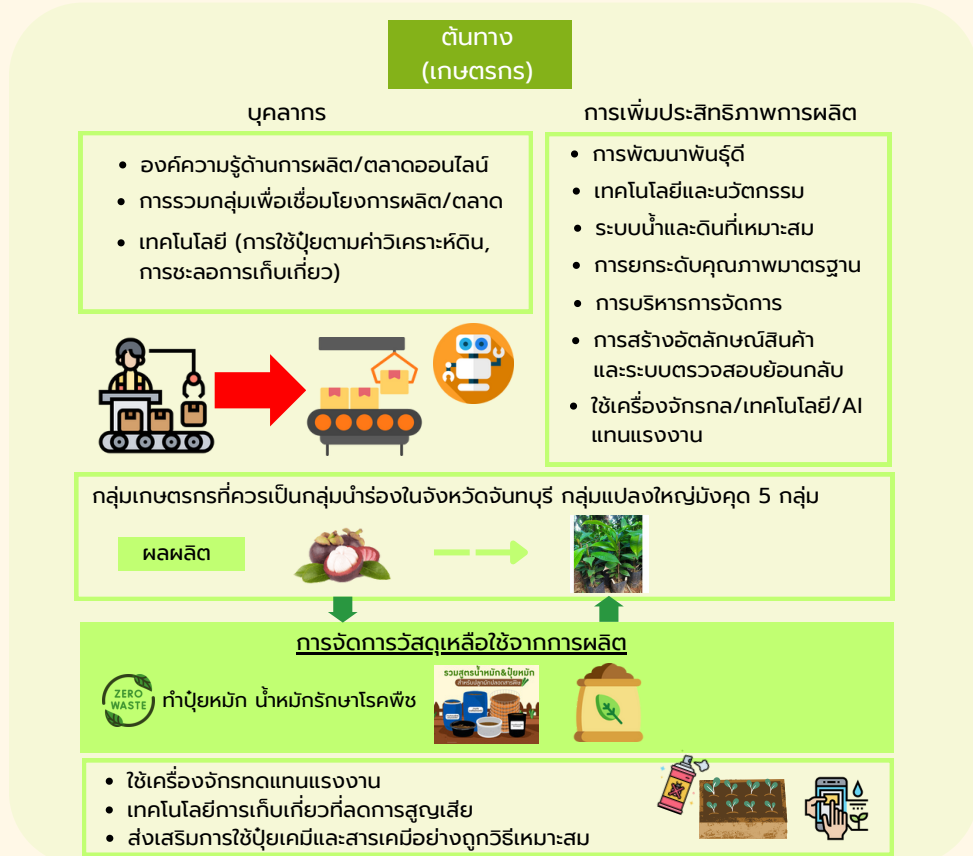 ต้นทาง
(เกษตรกร)
บุคลากร
• องค์ความรู้ด้านการผลิต/ตลาดออนไลน์
• การรวมกลุ่มเพื่อเชื่อมโยงการผลิต/ตลาด
• เทคโนโลยี (การใช้ปุ๋ยตามค่าวิเคราะห์ดิน,
การชะลอการเก็บเกี่ยว)
การเพิ่มประสิทธิภาพการผลิต
• การพัฒนาพันธุ์ดี
• เทคโนโลยีและนวัตกรรม
• ระบบน้ำและดินที่เหมาะสม
• การยกระดับคุณภาพมาตรฐาน
• การบริหารการจัดการ
• การสร้างอัตลักษณ์สินค้า
และระบบตรวจสอบย้อนกลับ
• ใช้เครื่องจักรกล/เทคโนโลยี/AI
แทนแรงงาน
กลุ่มเกษตรกรที่ควรเป็นกลุ่มนำร่องในจังหวัดจันทบุรี กลุ่มแปลงใหญ่มังคุด 5 กลุ่ม
ผลผลิต
การจัดการวัสดุเหลือใช้จากการผลิต
ZERO
WASTE
ทำปุ๋ยหมัก น้ำหมักรักษาโรคพืช
รวมสูตรน้ำหมัก&ปุ๋ยหมัก
สำหรับปลูกผักปลอดสารพิษ
• ใช้เครื่องจักรทดแทนแรงงาน
• เทคโนโลยีการเก็บเกี่ยวที่ลดการสูญเสีย
• ส่งเสริมการใช้ปุ๋ยเคมีและสารเคมีอย่างถูกวิธีเหมาะสม